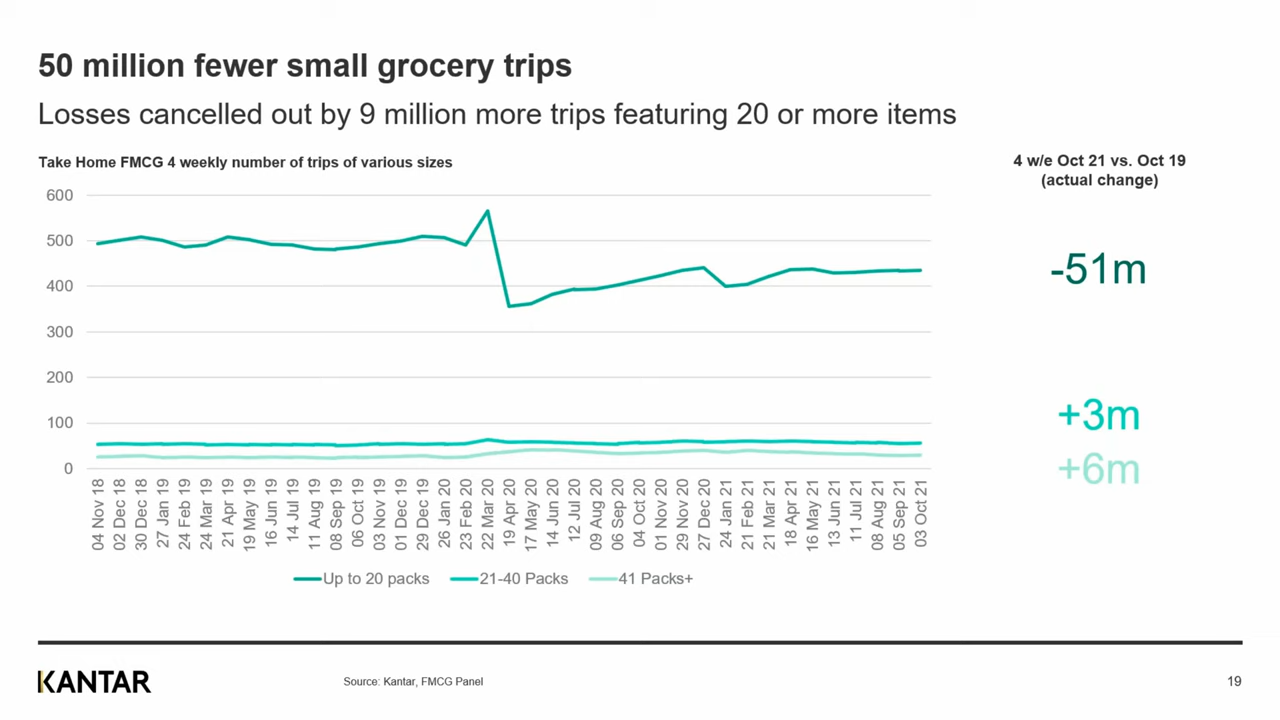 50 million fewer small grocery trips
Losses cancelled out by 9 million more trips featuring 20 or more items
Take Home FMCG 4 weekly number of trips of various sizes
4 w/e Oct 21 vs. Oct 19
(actual change)
600
500
400
300
200
100
0
-51m
+3m
+6m
04 Nov 18
02 Dec 18
30 Dec 18
27 Jan 19
24 Feb 19
24 Mar 19
21 Apr 19
19 May 19
16 Jun 19
14 Jul 19
11 Aug 19
08 Sep 19
06 Oct 19
03 Nov 19
01 Dec 19
29 Dec 19
26 Jan 20
23 Feb 20
22 Mar 20
19 Apr 20
17 May 20
14 Jun 20
12 Jul 20
09 Aug 20
06 Sep 20
04 Oct 20
01 Nov 20
29 Nov 20
27 Dec 20
24 Jan 21
21 Feb 21
21 Mar 21
18 Apr 21
16 May 21
13 Jun 21
11 Jul 21
08 Aug 21
05 Sep 21
03 Oct 21
Up to 20 packs
21-40 Packs
41 Packs+
KANTAR
Source: Kantar, FMCG Panel
19